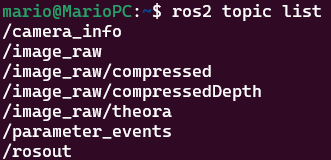 mario@MarioPC:~$ ros2 topic list
/camera_info
/image_raw
/image_raw/compressed
/image_raw/compressedDepth
/image_raw/theora
/parameter_events
/rosout